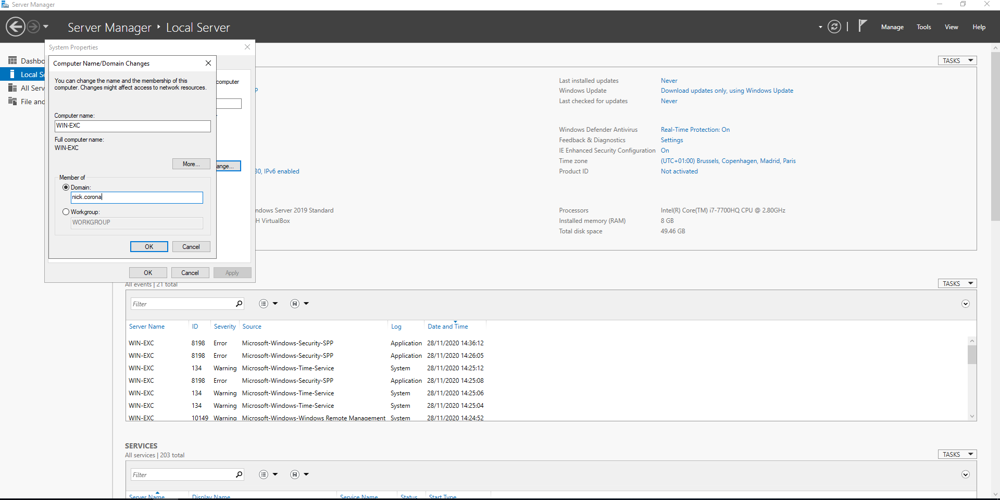 Server Manager
Server Manager ‣ Local Server
Manage Tools View Help
System Properties
Computer Name/Domain Changes
You can change the name and the membership of this
computer. Changes might affect access to network resources.
Computer name:
WIN-EXC
Full computer name:
WIN-EXC
More...
Member of
Domain:
nick.corona
Workgroup:
WORKGROUP
OK Cancel
computer
ange...
OK Cancel Apply
Dashbo
Local Se
All Serv
File and
TASKS
p
30, IPv6 enabled
ndows Server 2019 Standard
H VirtualBox
Last installed updates Never
Windows Update Download updates only, using Windows Update
Last checked for updates Never
Windows Defender Antivirus Real-Time Protection: On
Feedback & Diagnostics Settings
IE Enhanced Security Configuration On
Time zone (UTC+01:00) Brussels, Copenhagen, Madrid, Paris
Product ID Not activated
Processors Intel(R) Core(TM) i7-7700HQ CPU @ 2.80GHz
Installed memory (RAM) 8 GB
Total disk space 49.46 GB
All events | 21 total
TASKS
Filter
Server Name ID Severity Source Log Date and Time
WIN-EXC 8198 Error Microsoft-Windows-Security-SPP Application 28/11/2020 14:36:12
WIN-EXC 8198 Error Microsoft-Windows-Security-SPP Application 28/11/2020 14:26:05
WIN-EXC 134 Warning Microsoft-Windows-Time-Service System 28/11/2020 14:25:12
WIN-EXC 8198 Error Microsoft-Windows-Security-SPP Application 28/11/2020 14:25:08
WIN-EXC 134 Warning Microsoft-Windows-Time-Service System 28/11/2020 14:25:06
WIN-EXC 134 Warning Microsoft-Windows-Time-Service System 28/11/2020 14:25:04
WIN-EXC 10149 Warning Microsoft-Windows-Windows Remote Management System 28/11/2020 14:24:52
SERVICES
All services | 203 total
TASKS
Filter
Server Name Display Name Service Name Status Start Type